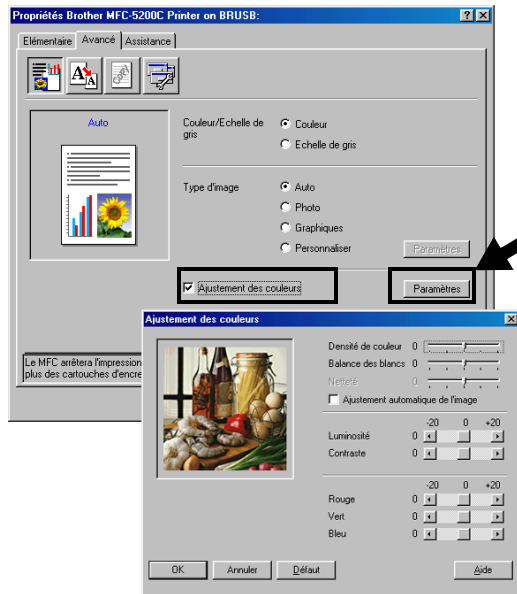 Propriétés Brother MFC-5200C Printer on BRUSB:
Elémentaire Avancé Assistance
Auto
Couleur/Echelle de gris
Couleur
Echelle de gris
Type d'image
Auto
Photo
Graphiques
Personnaliser
Paramètres
Ajustement des couleurs
Paramètres
Le MFC arrêtera l'impression
plus des cartouches d'encre
Ajustement des couleurs
Densité de couleur 0
Balance des blancs 0
Netteté 0
Ajustement automatique de l'image
-20 0 +20
Luminosité 0
Contraste 0
-20 0 +20
Rouge 0
Vert 0
Bleu 0
OK Annuler Défaut Aide